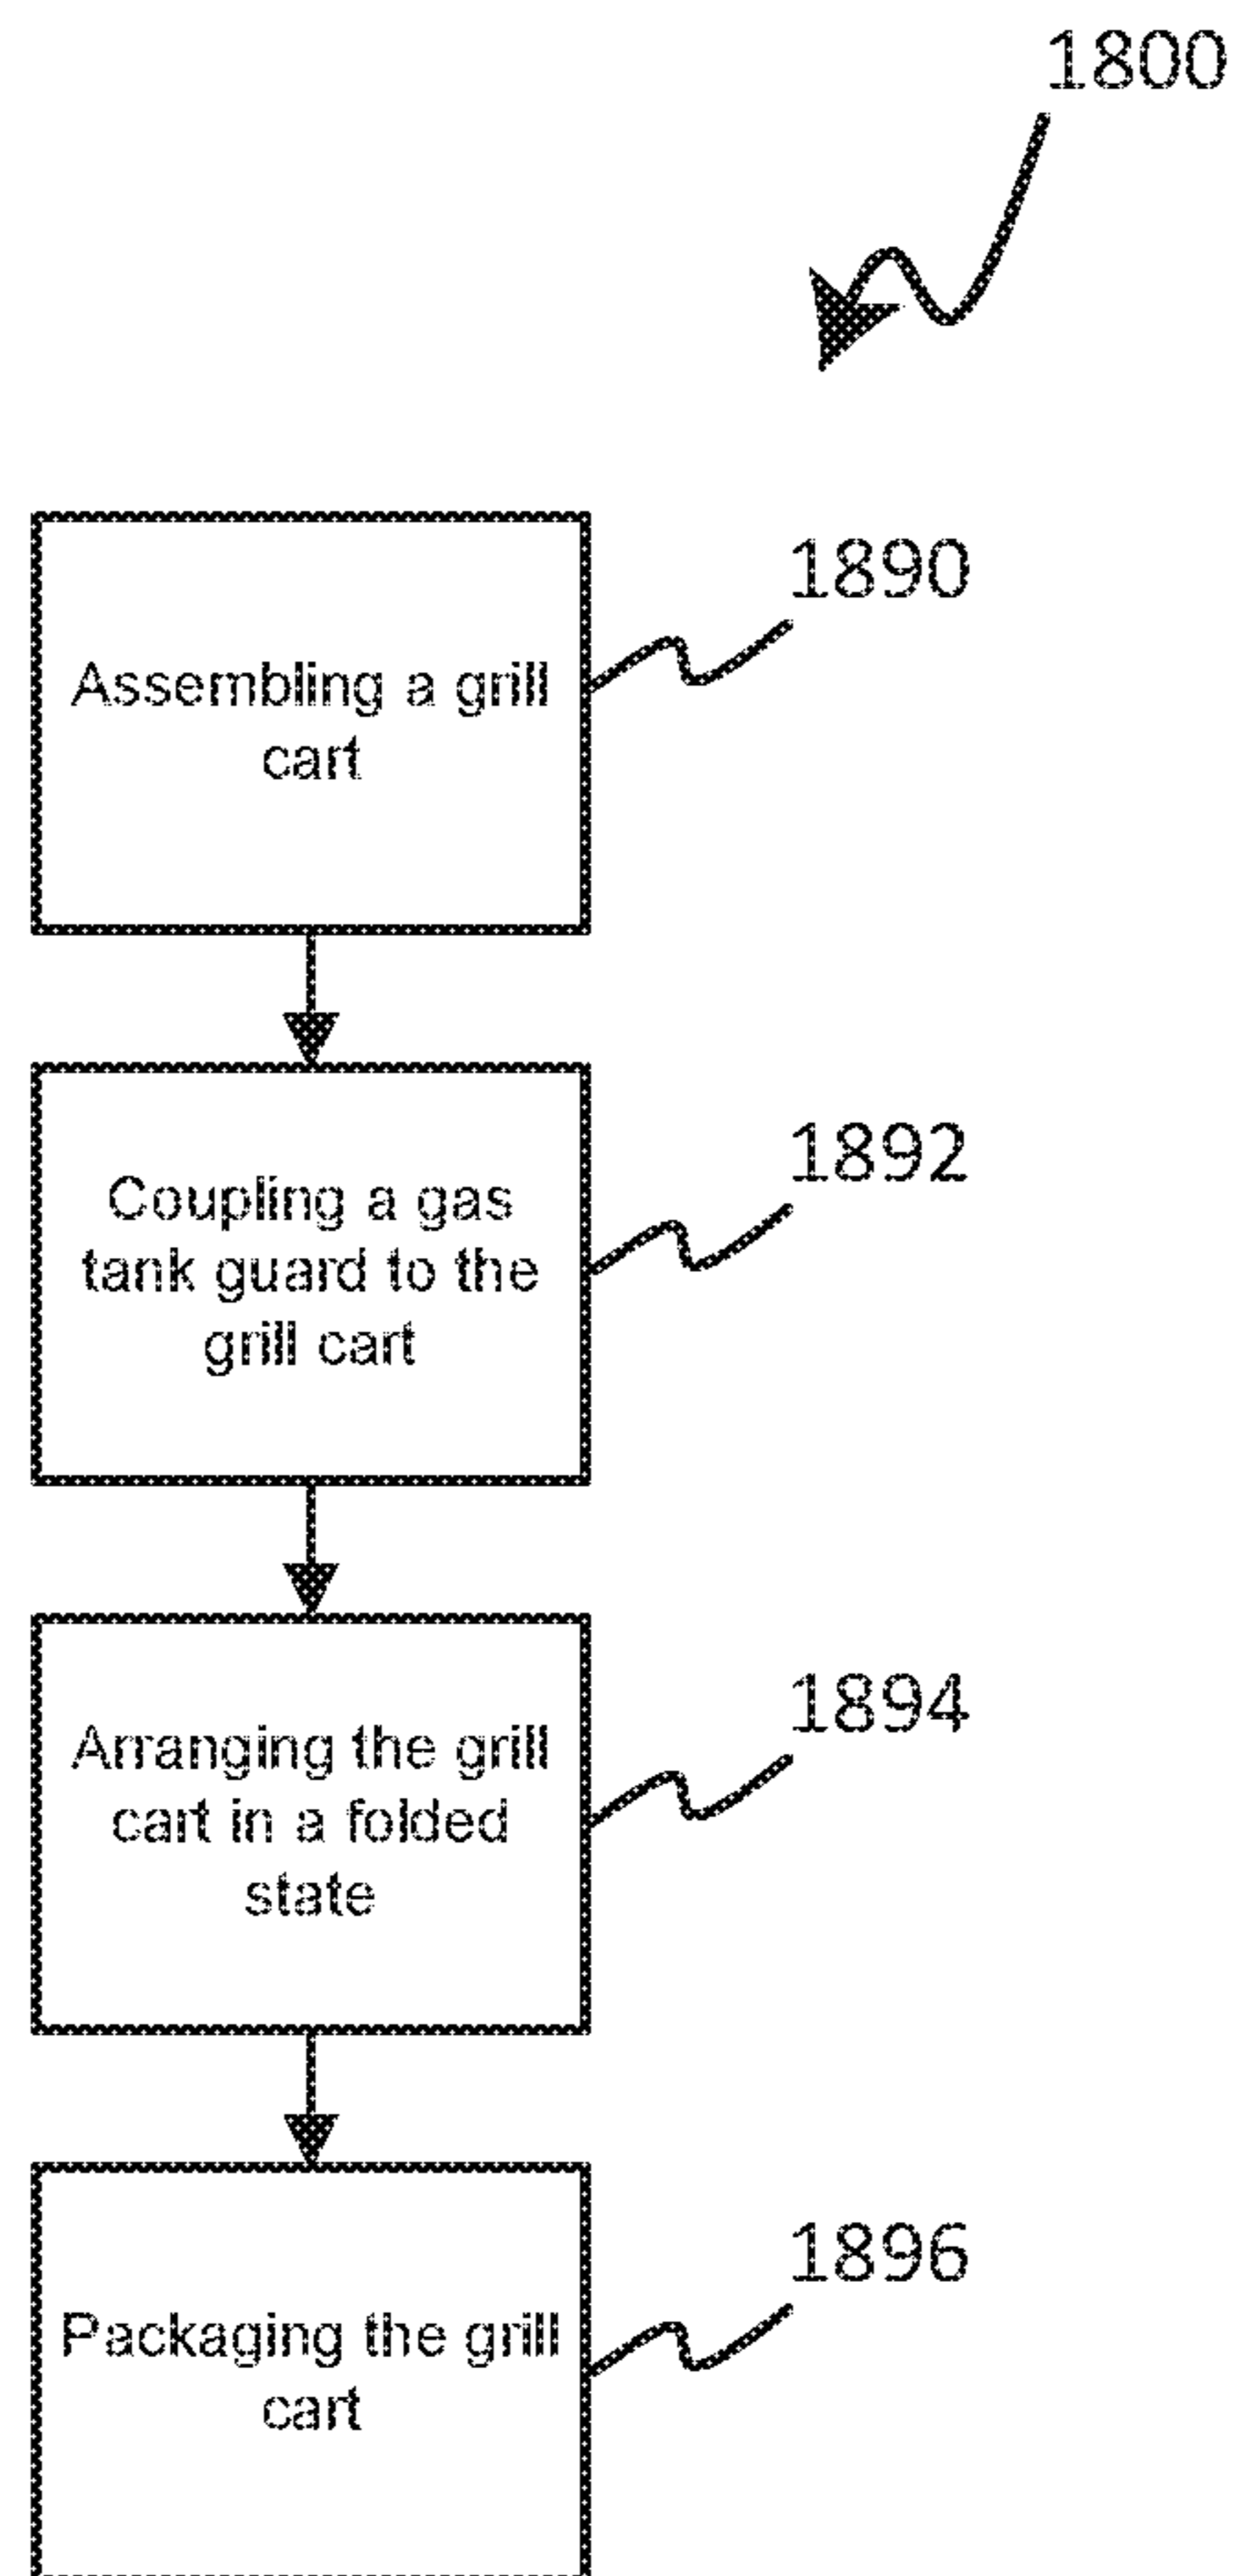 1800
1890
Assembling a grill
cart
1892
Coupling a gas
tank guard to the
grill cart
1894
Arranging the grill
cart in a folded
state
1896
Packaging the grill
cart